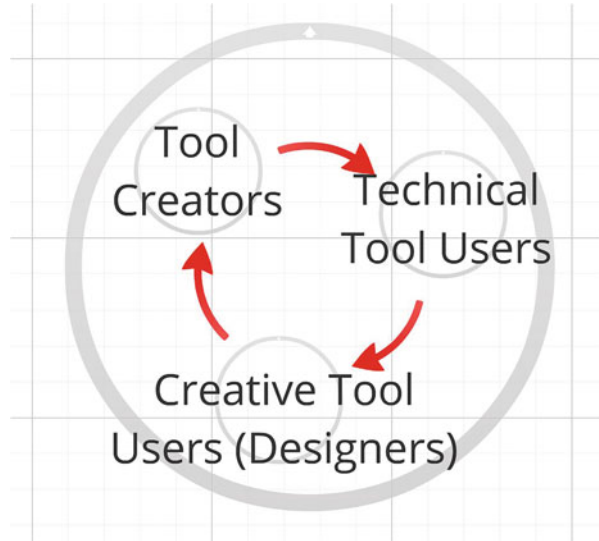 Tool
Creators
Technical
Tool Users
Creative Tool
Users (Designers)